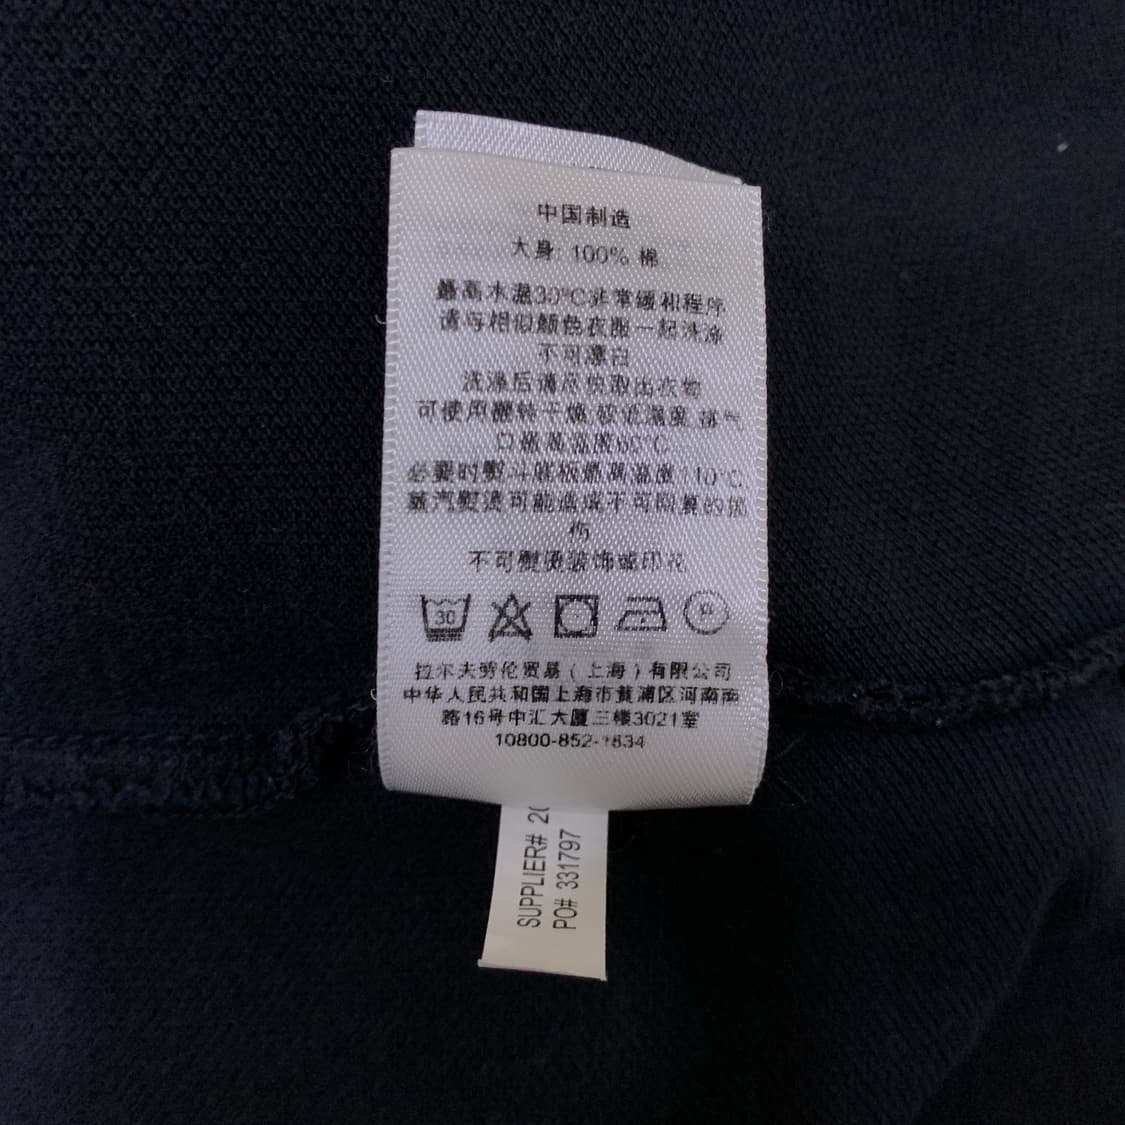 中国制造
大身: 100% 棉
最高水温30°C非常缓和程序
请与相似颜色衣服一起洗涤
不可漂白
洗涤后请尽快取出衣物
可使用翻转干燥,较低温度 排气
口最高温度60°C
必要时熨斗底板最高温度110°C
蒸汽熨烫可能造成不可回复的损
伤
不可熨烫装饰或印花
30
拉尔夫劳伦贸易(上海)有限公司
中华人民共和国上海市黄浦区河南南
路16号中汇大厦三楼3021室
10800-852-1834
SUPPLIER#
PO# 331797